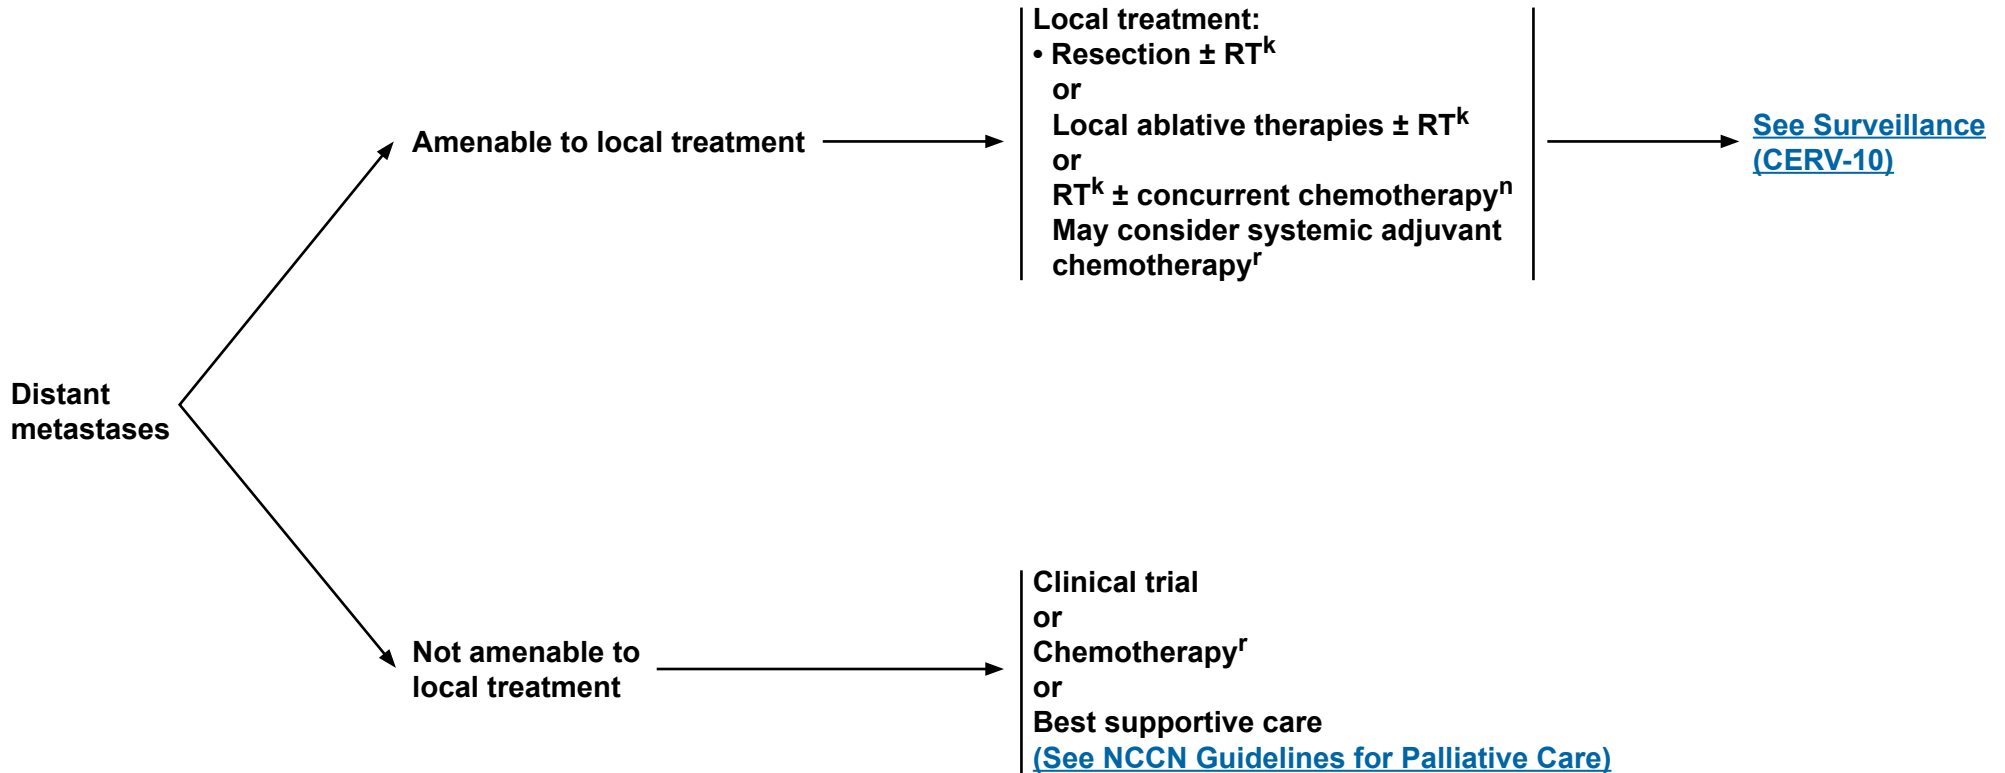 Distant
metastases
Amenable to local treatment
Local treatment:
• Resection ± RTᵏ
or
Local ablative therapies ± RTᵏ
or
RTᵏ ± concurrent chemotherapyⁿ
May consider systemic adjuvant
chemotherapyʳ
See Surveillance
(CERV-10)
Not amenable to
local treatment
Clinical trial
or
Chemotherapyʳ
or
Best supportive care
(See NCCN Guidelines for Palliative Care)